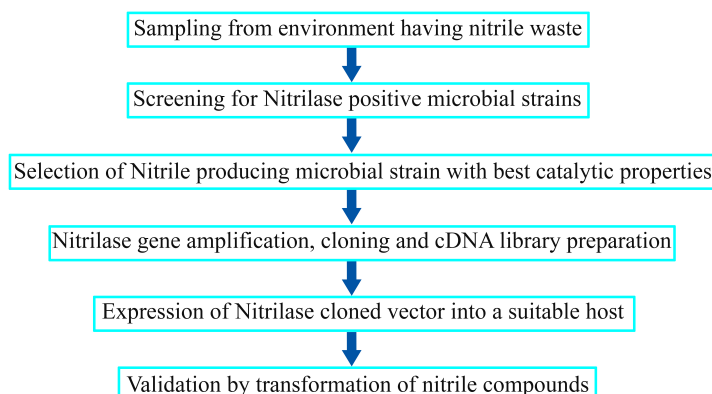 Sampling from environment having nitrile waste
Screening for Nitrilase positive microbial strains
Selection of Nitrile producing microbial strain with best catalytic properties
Nitrilase gene amplification, cloning and cDNA library preparation
Expression of Nitrilase cloned vector into a suitable host
Validation by transformation of nitrile compounds